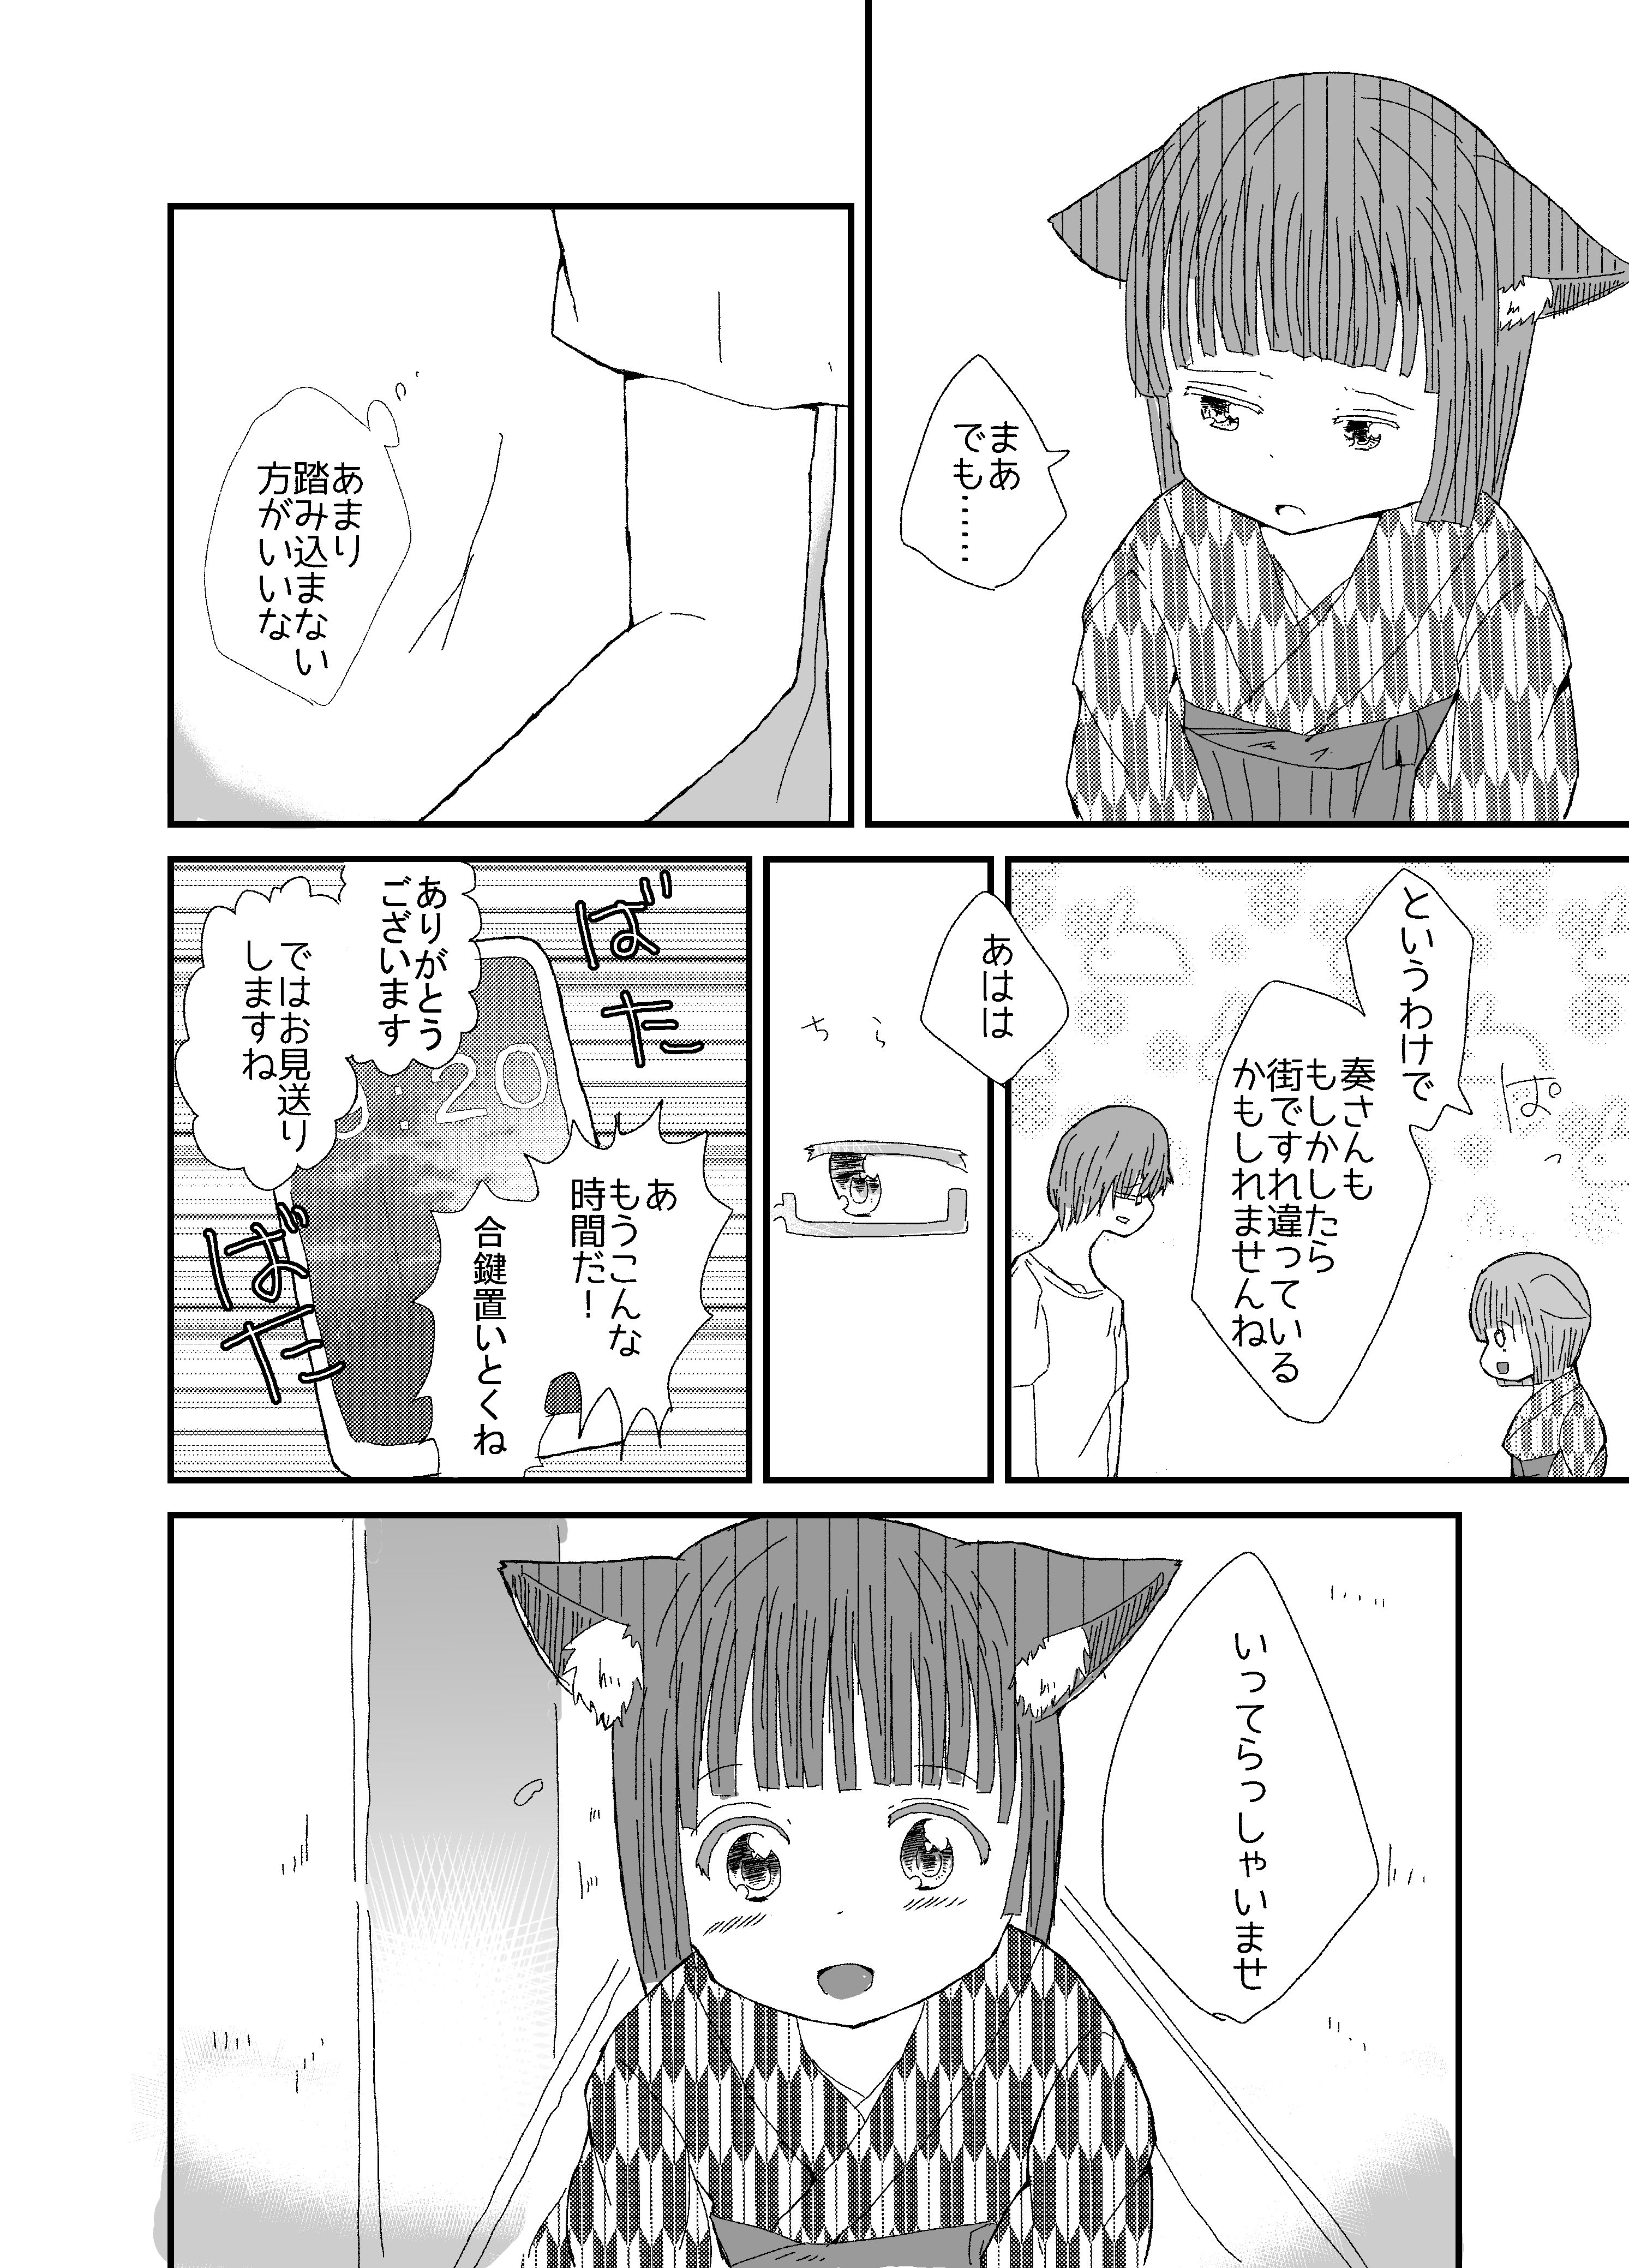 まあ
でも……
あまり
踏み込まない
方がいいな
というわけで
奏さんも
もしかしたら
街ですれ違っている
かもしれませんね
ぱっ
あはは
ちら
ばた
あ
もうこんな
時間だ！
合鍵置いとくね
ありがとう
ございます
ではお見送り
しますね
:20
ばた
いってらっしゃいませ